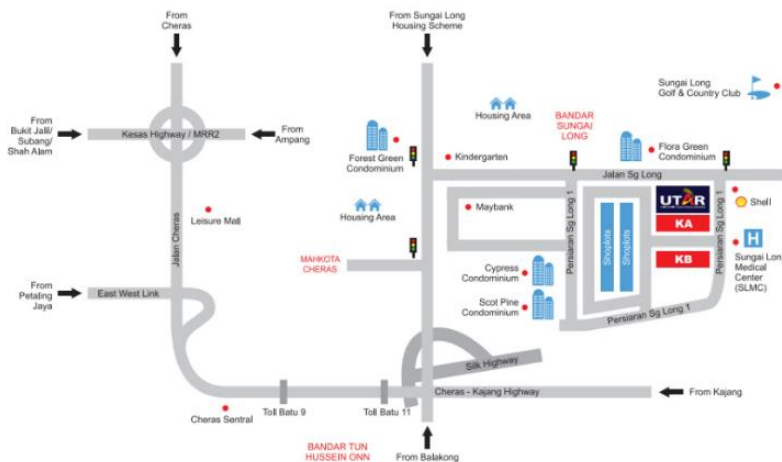 From
Cheras
From Sungai Long
Housing Scheme
Sungai Long
Golf & Country Club
From
Bukit Jalil/
Subang/
Shah Alam
Kesas Highway / MRR2
From
Ampang
Housing Area
BANDAR
SUNGAI
LONG
Forest Green
Condominium
Kindergarten
Flora Green
Condominium
Jalan Sg Long
Housing Area
Maybank
Persiaran Sg Long 1
Shoplots
Shoplots
UTAR
KA
KB
Persiaran Sg Long 1
Shell
H
Sungai Long
Medical
Center
(SLMC)
Leisure Mall
Jalan Cheras
MAHKOTA
CHERAS
Cypress
Condominium
Scot Pine
Condominium
Persiaran Sg Long 1
From
Petaling
Jaya
East West Link
Silk Highway
Cheras - Kajang Highway
From Kajang
Toll Batu 9
Toll Batu 11
Cheras Sentral
BANDAR TUN
HUSSEIN ONN
From Balakong